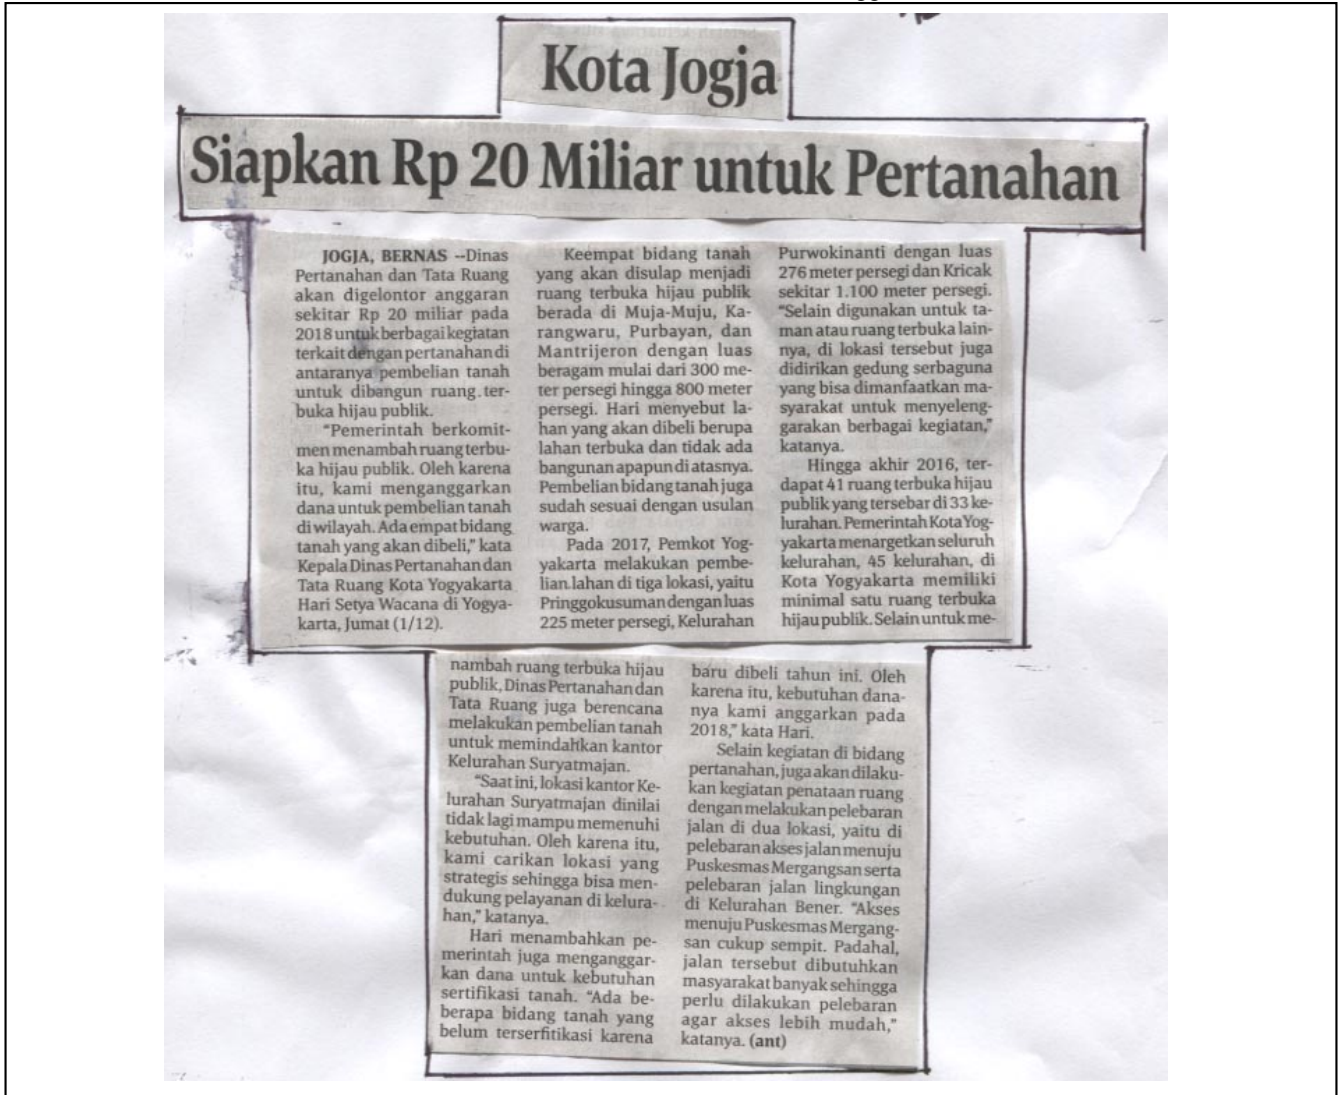 Kota Jogja
Siapkan Rp 20 Miliar untuk Pertanahan
JOGJA, BERNAS --Dinas
Pertanahan dan Tata Ruang
akan digelontor anggaran
sekitar Rp 20 miliar pada
2018 untuk berbagai kegiatan
terkait dengan pertanahan di
antaranya pembelian tanah
untuk dibangun ruang ter-
buka hijau publik.
"Pemerintah berkomit-
men menambah ruang terbu-
ka hijau publik. Oleh karena
itu, kami menganggarkan
dana untuk pembelian tanah
di wilayah. Ada empat bidang
tanah yang akan dibeli," kata
Kepala Dinas Pertanahan dan
Tata Ruang Kota Yogyakarta
Hari Setya Wacana di Yogya-
karta, Jumat (1/12).
Keempat bidang tanah
yang akan disulap menjadi
ruang terbuka hijau publik
berada di Muja-Muju, Ka-
rangwaru, Purbayan, dan
Mantrijeron dengan luas
beragam mulai dari 300 me-
ter persegi hingga 800 meter
persegi. Hari menyebut la-
han yang akan dibeli berupa
lahan terbuka dan tidak ada
bangunan apapun di atasnya.
Pembelian bidang tanah juga
sudah sesuai dengan usulan
warga.
Pada 2017, Pemkot Yog-
yakarta melakukan pembe-
lian lahan di tiga lokasi, yaitu
Pringgokusuman dengan luas
225 meter persegi, Kelurahan
Purwokinanti dengan luas
276 meter persegi dan Kricak
sekitar 1.100 meter persegi.
"Selain digunakan untuk ta-
man atau ruang terbuka lain-
nya, di lokasi tersebut juga
didirikan gedung serbaguna
yang bisa dimanfaatkan ma-
syarakat untuk menyeleng-
garakan berbagai kegiatan,"
katanya.
Hingga akhir 2016, ter-
dapat 41 ruang terbuka hijau
publik yang tersebar di 33 ke-
lurahan. Pemerintah Kota Yog-
yakarta menargetkan seluruh
kelurahan, 45 kelurahan, di
Kota Yogyakarta memiliki
minimal satu ruang terbuka
hijau publik. Selain untuk me-
nambah ruang terbuka hijau
publik, Dinas Pertanahan dan
Tata Ruang juga berencana
melakukan pembelian tanah
untuk memindahkan kantor
Kelurahan Suryatmajan.
"Saat ini, lokasi kantor Ke-
lurahan Suryatmajan dinilai
tidak lagi mampu memenuhi
kebutuhan. Oleh karena itu,
kami carikan lokasi yang
strategis sehingga bisa men-
dukung pelayanan di kelura-
han," katanya.
Hari menambahkan pe-
merintah juga menganggar-
kan dana untuk kebutuhan
sertifikasi tanah. "Ada be-
berapa bidang tanah yang
belum terserfitikasi karena
baru dibeli tahun ini. Oleh
karena itu, kebutuhan dana-
nya kami anggarkan pada
2018," kata Hari.
Selain kegiatan di bidang
pertanahan, juga akan dilaku-
kan kegiatan penataan ruang
dengan melakukan pelebaran
jalan di dua lokasi, yaitu di
pelebaran akses jalan menuju
Puskesmas Mergangsan serta
pelebaran jalan lingkungan
di Kelurahan Bener. "Akses
menuju Puskesmas Mergang-
san cukup sempit. Padahal,
jalan tersebut dibutuhkan
masyarakat banyak sehingga
perlu dilakukan pelebaran
agar akses lebih mudah,"
katanya. (ant)